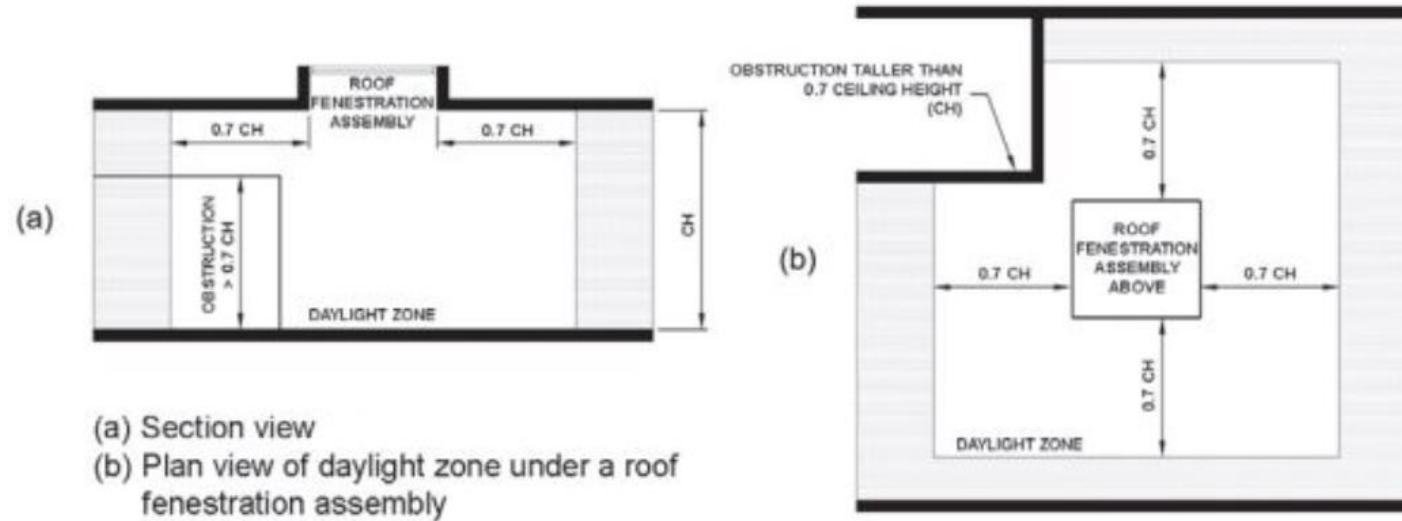 ROOF
FENESTRATION
ASSEMBLY
0.7 CH
0.7 CH
(a)
OBSTRUCTION
> 0.7 CH
CH
DAYLIGHT ZONE
(a) Section view
(b) Plan view of daylight zone under a roof
fenestration assembly
OBSTRUCTION TALLER THAN
0.7 CEILING HEIGHT
(CH)
0.7 CH
(b)
ROOF
FENESTRATION
ASSEMBLY
ABOVE
0.7 CH
0.7 CH
0.7 CH
DAYLIGHT ZONE